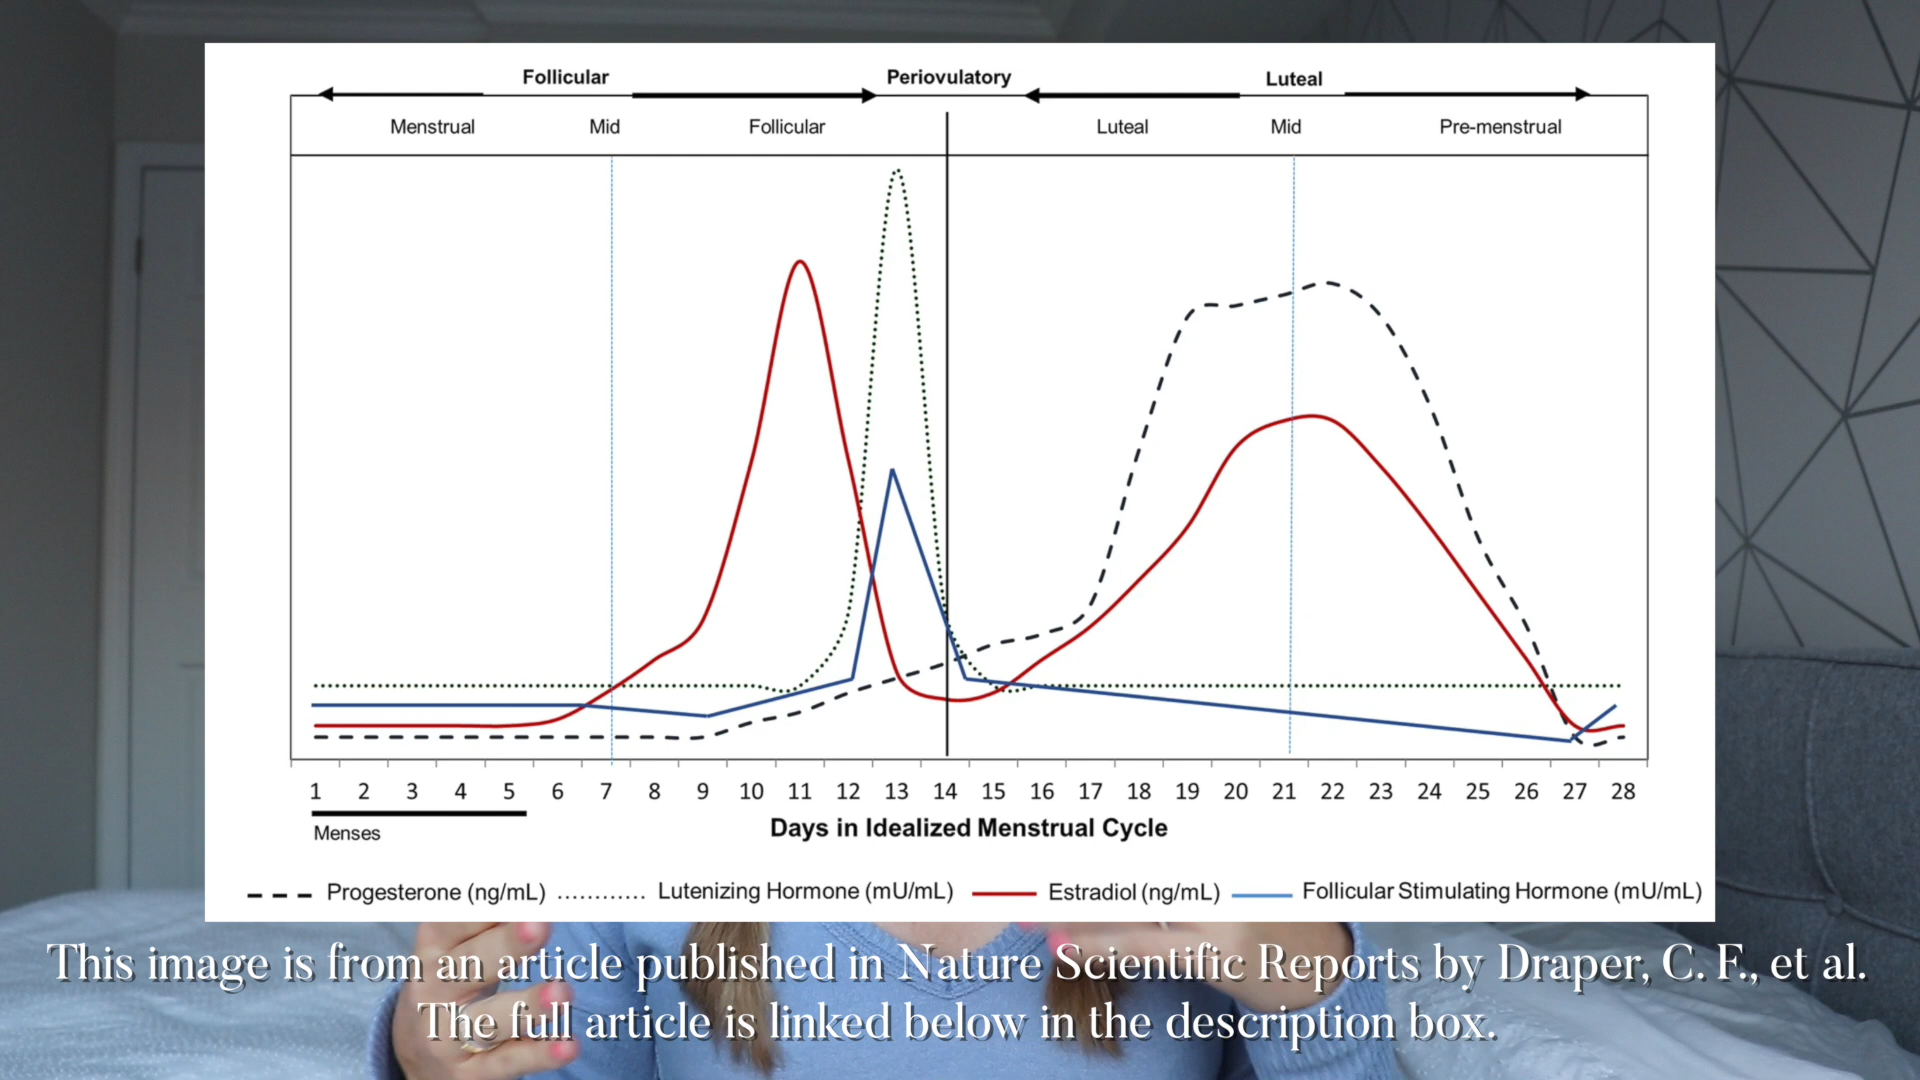 Follicular Periovulatory Luteal
Menstrual Mid Follicular Luteal Mid Pre-menstrual
1 2 3 4 5 6 7 8 9 10 11 12 13 14 15 16 17 18 19 20 21 22 23 24 25 26 27 28
Menses
Days in Idealized Menstrual Cycle
Progesterone (ng/mL) Lutenizing Hormone (mU/mL) Estradiol (ng/mL) Follicular Stimulating Hormone (mU/mL)
This image is from an article published in Nature Scientific Reports by Draper, C. F., et al.
The full article is linked below in the description box.